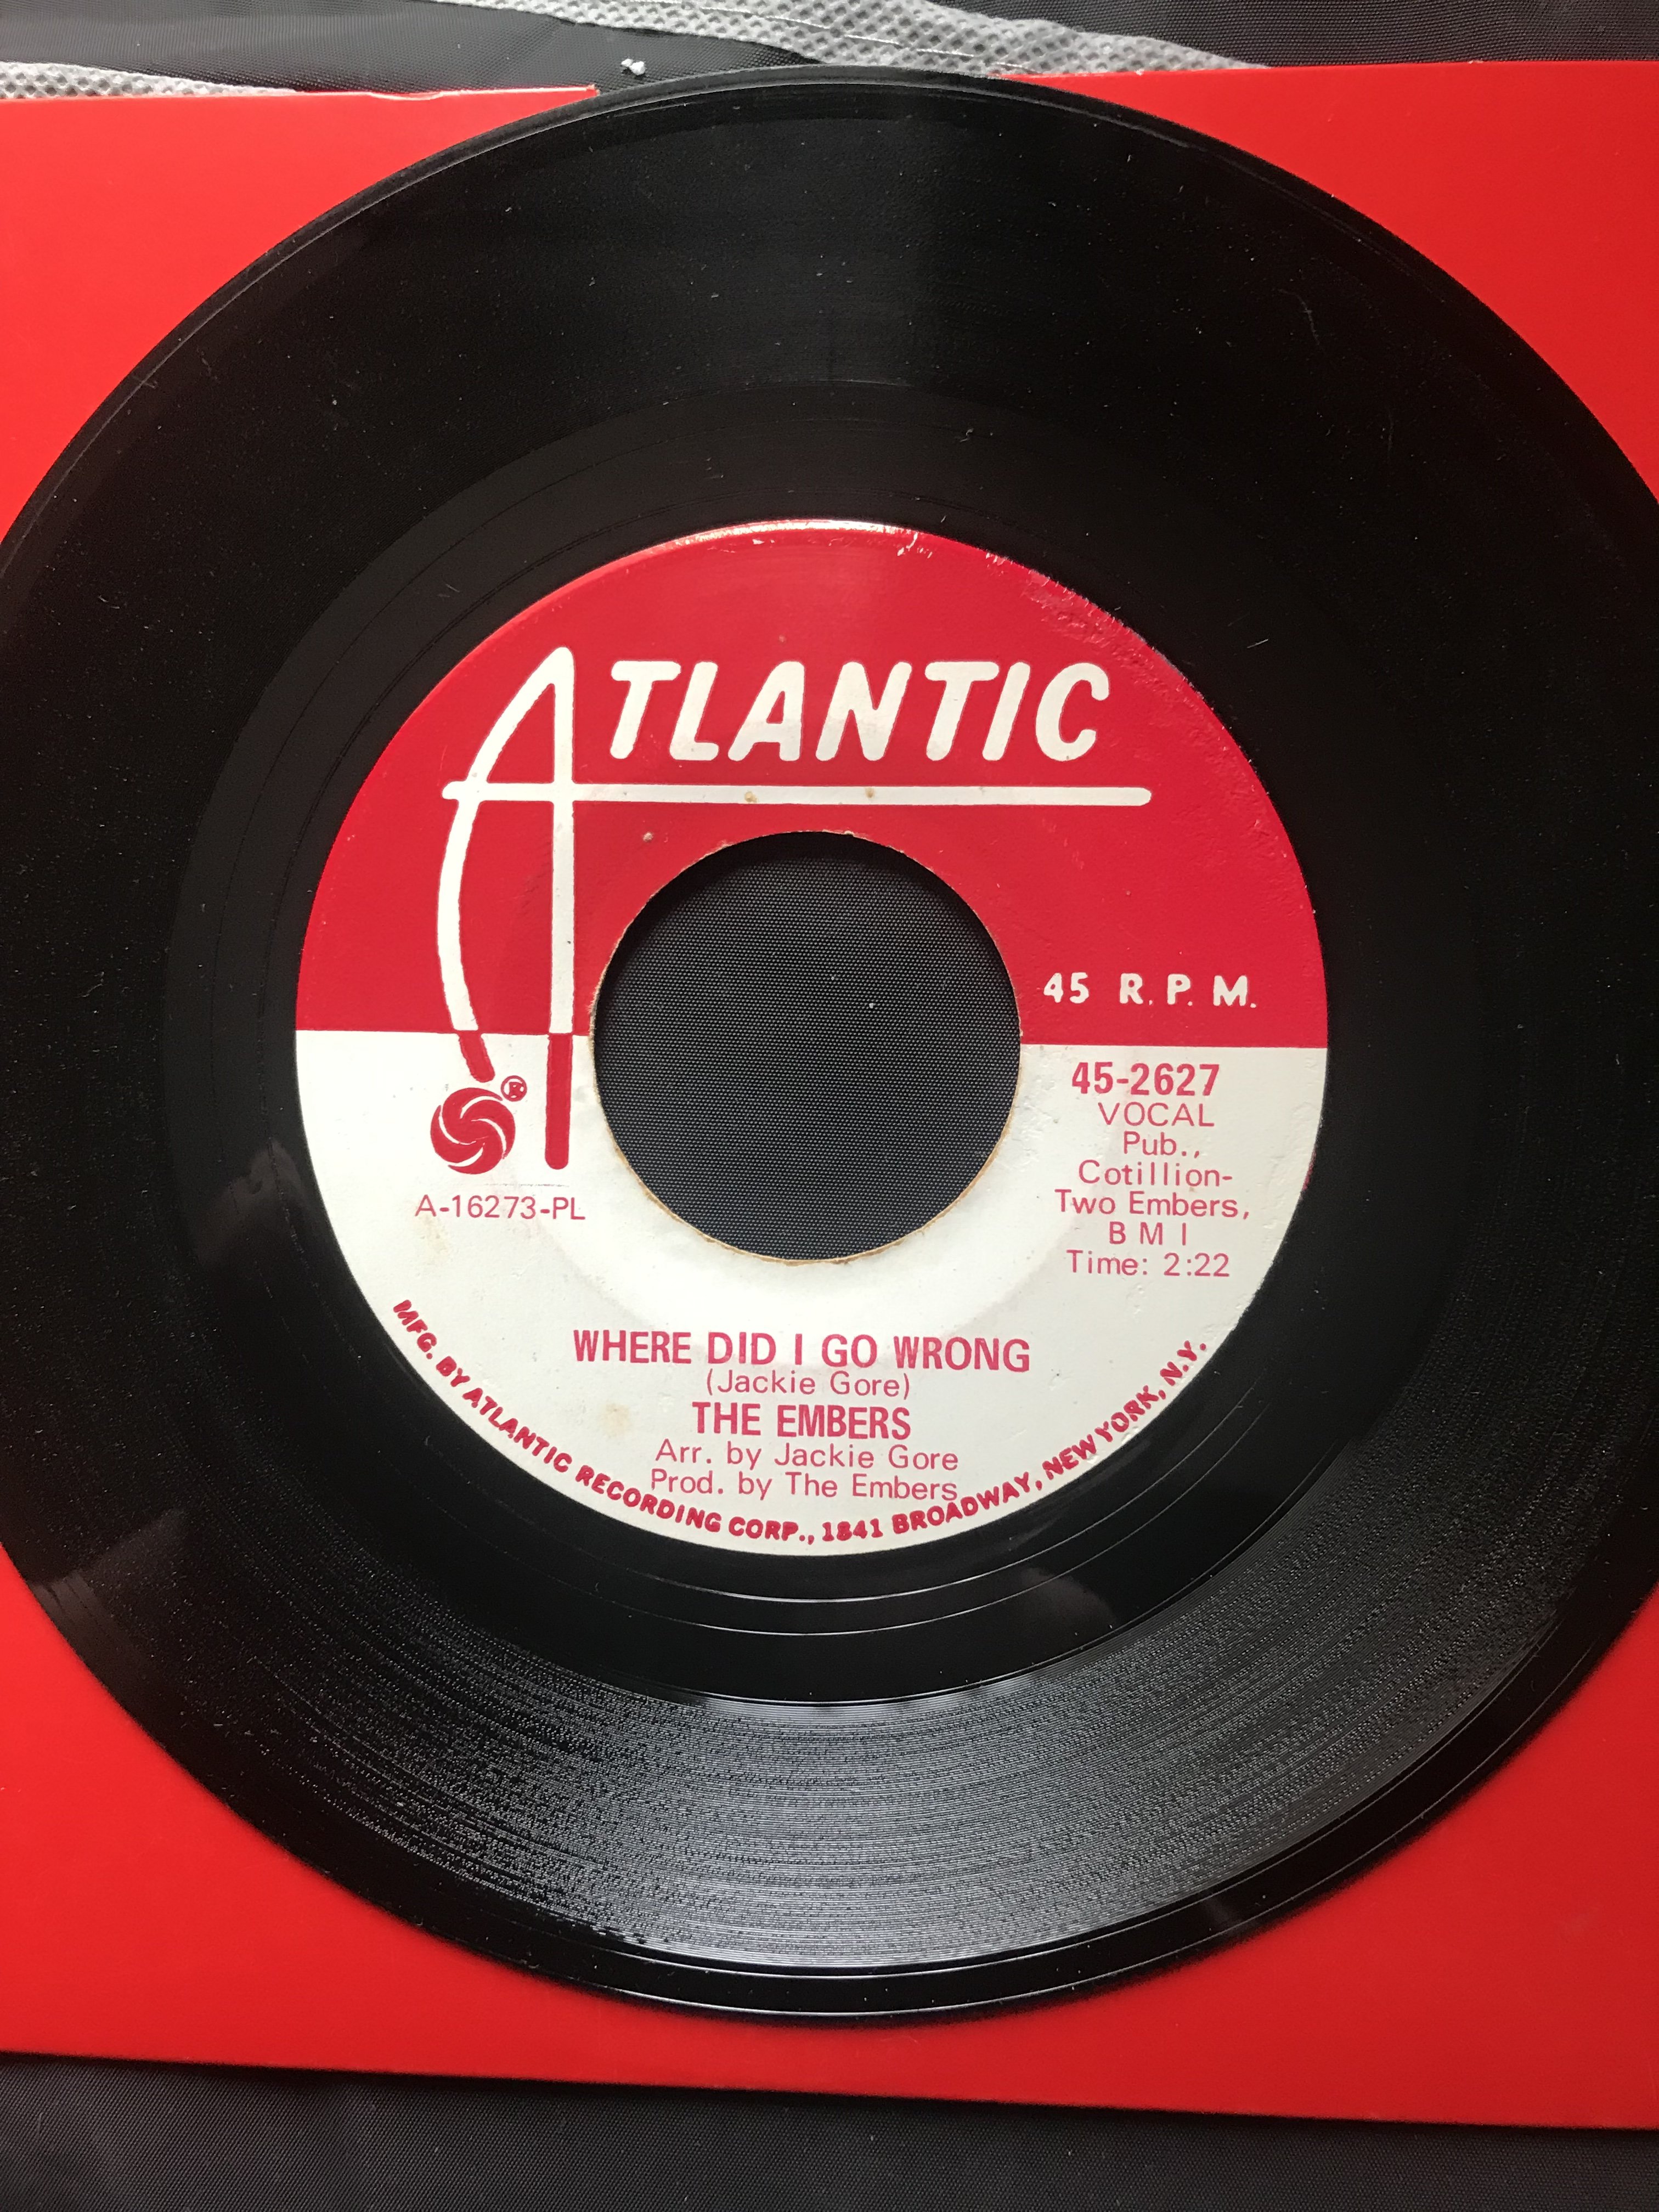 ATLANTIC
45 R.P.M.
45-2627
VOCAL
Pub.,
Cotillion-
Two Embers,
B M I
Time: 2:22
®
A-16273-PL
WHERE DID I GO WRONG
(Jackie Gore)
THE EMBERS
Arr. by Jackie Gore
Prod. by The Embers
MFG. BY ATLANTIC RECORDING CORP., 1841 BROADWAY, NEW YORK, N.Y.